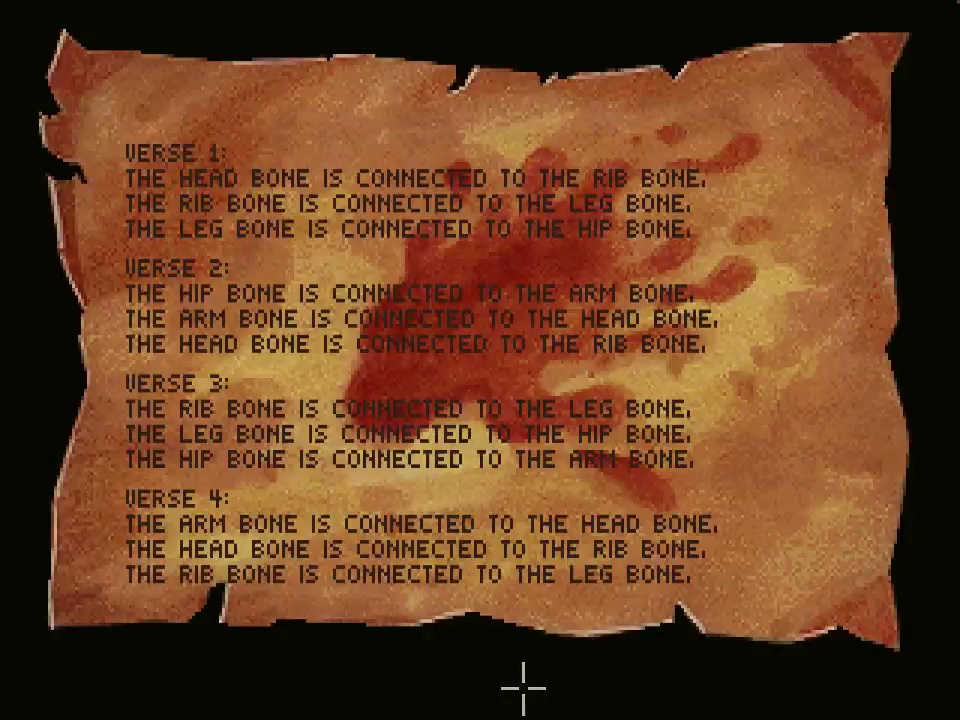 VERSE 1:
THE HEAD BONE IS CONNECTED TO THE RIB BONE.
THE RIB BONE IS CONNECTED TO THE LEG BONE.
THE LEG BONE IS CONNECTED TO THE HIP BONE.
VERSE 2:
THE HIP BONE IS CONNECTED TO THE ARM BONE.
THE ARM BONE IS CONNECTED TO THE HEAD BONE.
THE HEAD BONE IS CONNECTED TO THE RIB BONE.
VERSE 3:
THE RIB BONE IS CONNECTED TO THE LEG BONE.
THE LEG BONE IS CONNECTED TO THE HIP BONE.
THE HIP BONE IS CONNECTED TO THE ARM BONE.
VERSE 4:
THE ARM BONE IS CONNECTED TO THE HEAD BONE.
THE HEAD BONE IS CONNECTED TO THE RIB BONE.
THE RIB BONE IS CONNECTED TO THE LEG BONE.